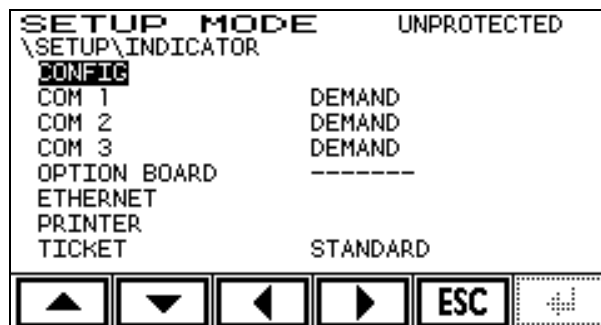 SETUP MODE UNPROTECTED
\SETUP\INDICATOR
CONFIG
COM 1 DEMAND
COM 2 DEMAND
COM 3 DEMAND
OPTION BOARD -------
ETHERNET
PRINTER
TICKET STANDARD
ESC